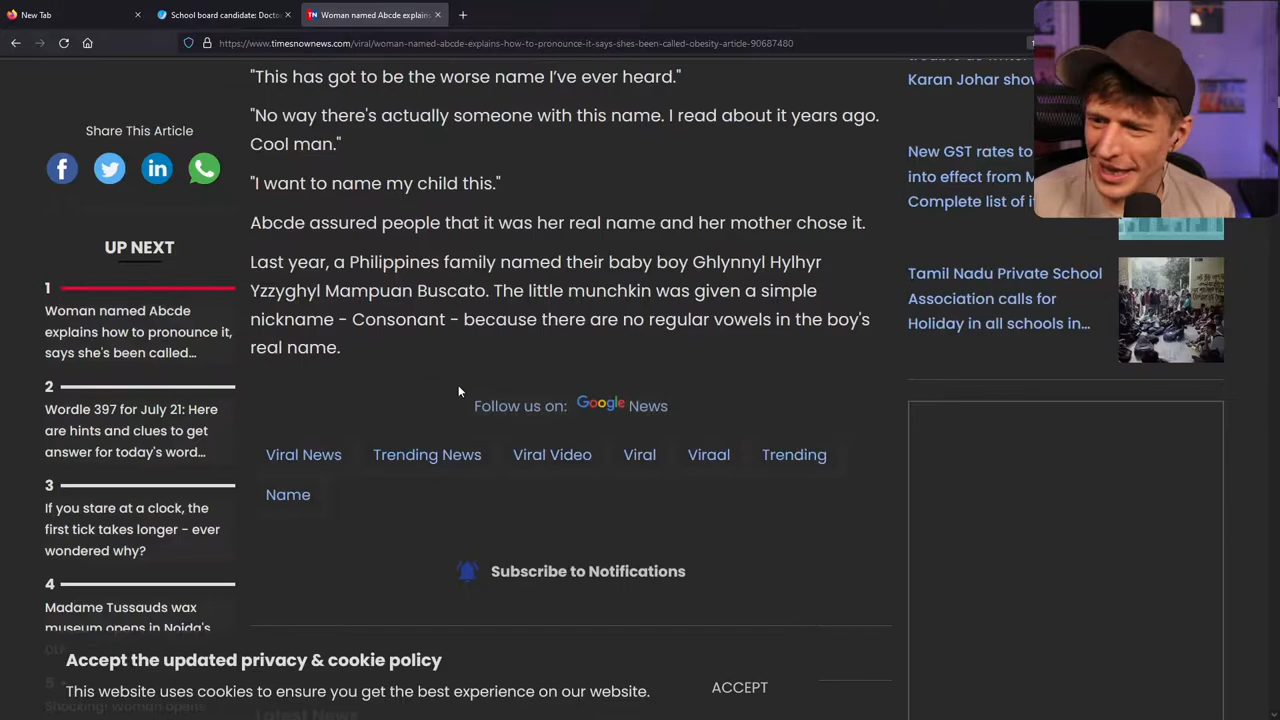 New Tab
School board candidate: Docto
Woman named Abcde explains
https://www.timesnownews.com/viral/woman-named-abcde-explains-how-to-pronounce-it-says-shes-been-called-obesity-article-90687480
"This has got to be the worse name I've ever heard."
"No way there's actually someone with this name. I read about it years ago.
Cool man."
"I want to name my child this."
Abcde assured people that it was her real name and her mother chose it.
Last year, a Philippines family named their baby boy Ghlynnyl Hylhyr
Yzzyghyl Mampuan Buscato. The little munchkin was given a simple
nickname - Consonant - because there are no regular vowels in the boy's
real name.
Follow us on: Google News
Viral News Trending News Viral Video Viral Viraal Trending
Name
Subscribe to Notifications
Share This Article
UP NEXT
1
Woman named Abcde
explains how to pronounce it,
says she's been called...
2
Wordle 397 for July 21: Here
are hints and clues to get
answer for today's word...
3
If you stare at a clock, the
first tick takes longer - ever
wondered why?
4
Madame Tussauds wax
museum opens in Noida's
5
Shocking! Woman opens
Karan Johar show
New GST rates to
into effect from M
Complete list of i
Tamil Nadu Private School
Association calls for
Holiday in all schools in...
Accept the updated privacy & cookie policy
This website uses cookies to ensure you get the best experience on our website.
ACCEPT
Latest News